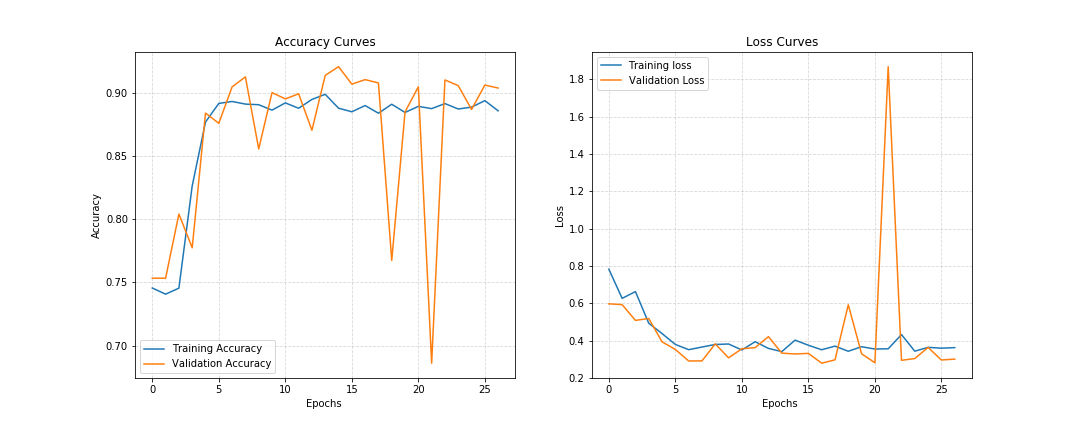 Accuracy Curves
Accuracy
0.90
0.85
0.80
0.75
0.70
Training Accuracy
Validation Accuracy
0 5 10 15 20 25
Epochs
Loss Curves
Loss
Training loss
Validation Loss
1.8
1.6
1.4
1.2
1.0
0.8
0.6
0.4
0.2
0 5 10 15 20 25
Epochs